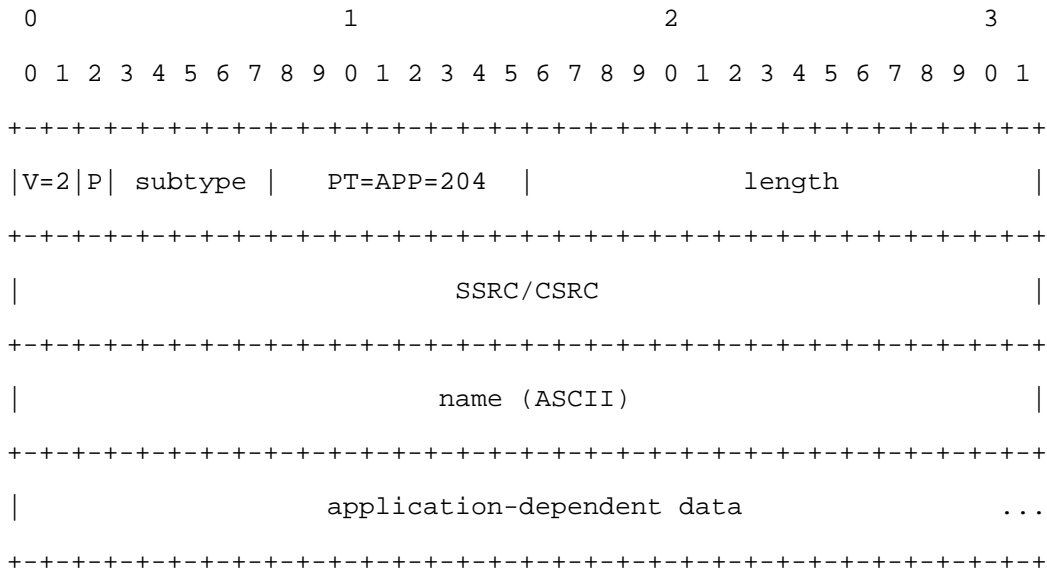 0                   1                   2                   3
0 1 2 3 4 5 6 7 8 9 0 1 2 3 4 5 6 7 8 9 0 1 2 3 4 5 6 7 8 9 0 1
+-+-+-+-+-+-+-+-+-+-+-+-+-+-+-+-+-+-+-+-+-+-+-+-+-+-+-+-+-+-+-+-+
|V=2|P| subtype |   PT=APP=204  |             length            |
+-+-+-+-+-+-+-+-+-+-+-+-+-+-+-+-+-+-+-+-+-+-+-+-+-+-+-+-+-+-+-+-+
|                           SSRC/CSRC                           |
+-+-+-+-+-+-+-+-+-+-+-+-+-+-+-+-+-+-+-+-+-+-+-+-+-+-+-+-+-+-+-+-+
|                          name (ASCII)                         |
+-+-+-+-+-+-+-+-+-+-+-+-+-+-+-+-+-+-+-+-+-+-+-+-+-+-+-+-+-+-+-+-+
|                   application-dependent data                ...
+-+-+-+-+-+-+-+-+-+-+-+-+-+-+-+-+-+-+-+-+-+-+-+-+-+-+-+-+-+-+-+-+